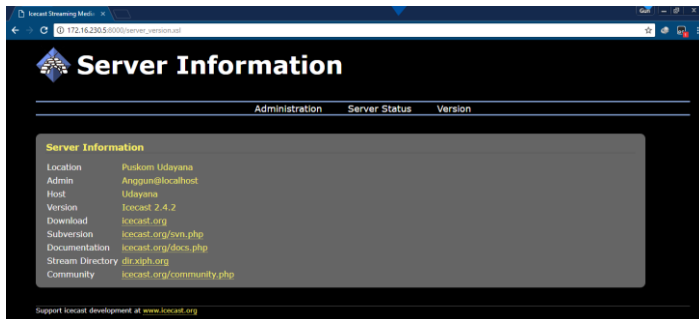 Icecast Streaming Medi
Gun
172.16.230.5:8000/server_version.xsl
Server Information
Administration Server Status Version
Server Information
Location Puskom Udayana
Admin Anggun@localhost
Host Udayana
Version Icecast 2.4.2
Download icecast.org
Subversion icecast.org/svn.php
Documentation icecast.org/docs.php
Stream Directory dir.xiph.org
Community icecast.org/community.php
Support icecast development at www.icecast.org